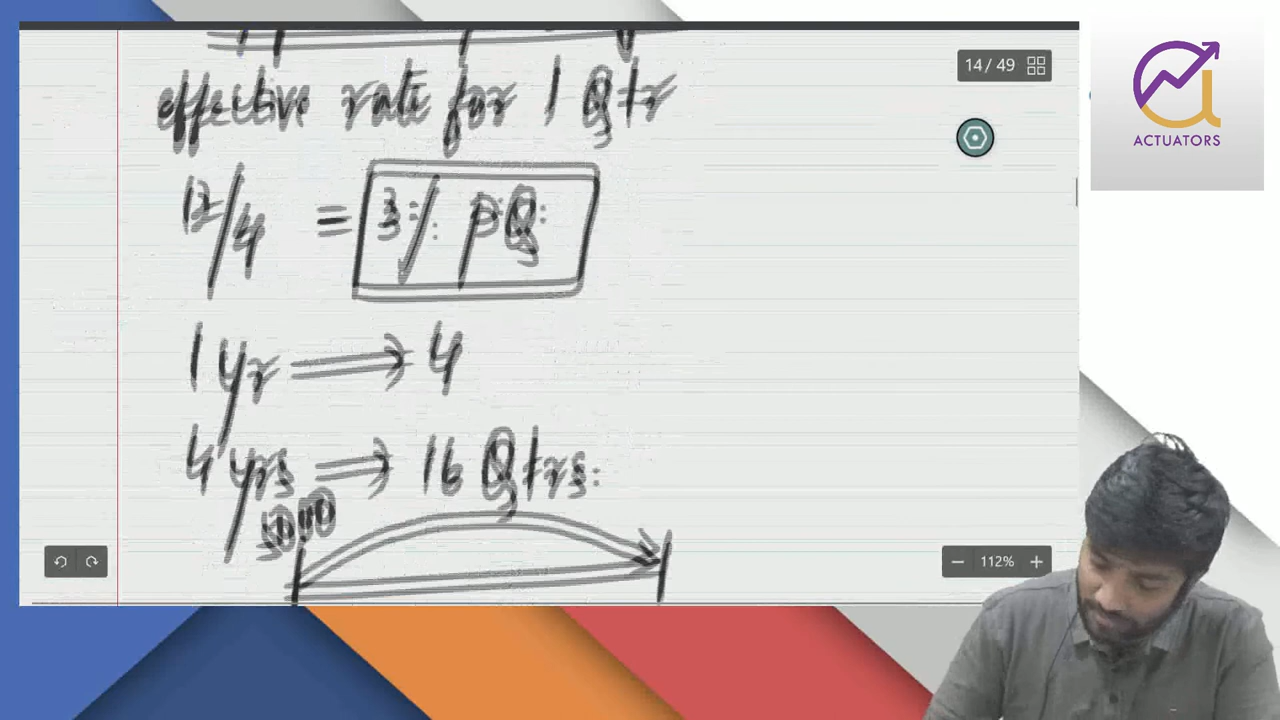 effective rate for 1 Qtr
14 / 49
ACTUATORS
12/4 ≡ 3% p.Q.
1 yr ⟹ 4
4 yrs ⟹ 16 Qtrs.
5000
112%